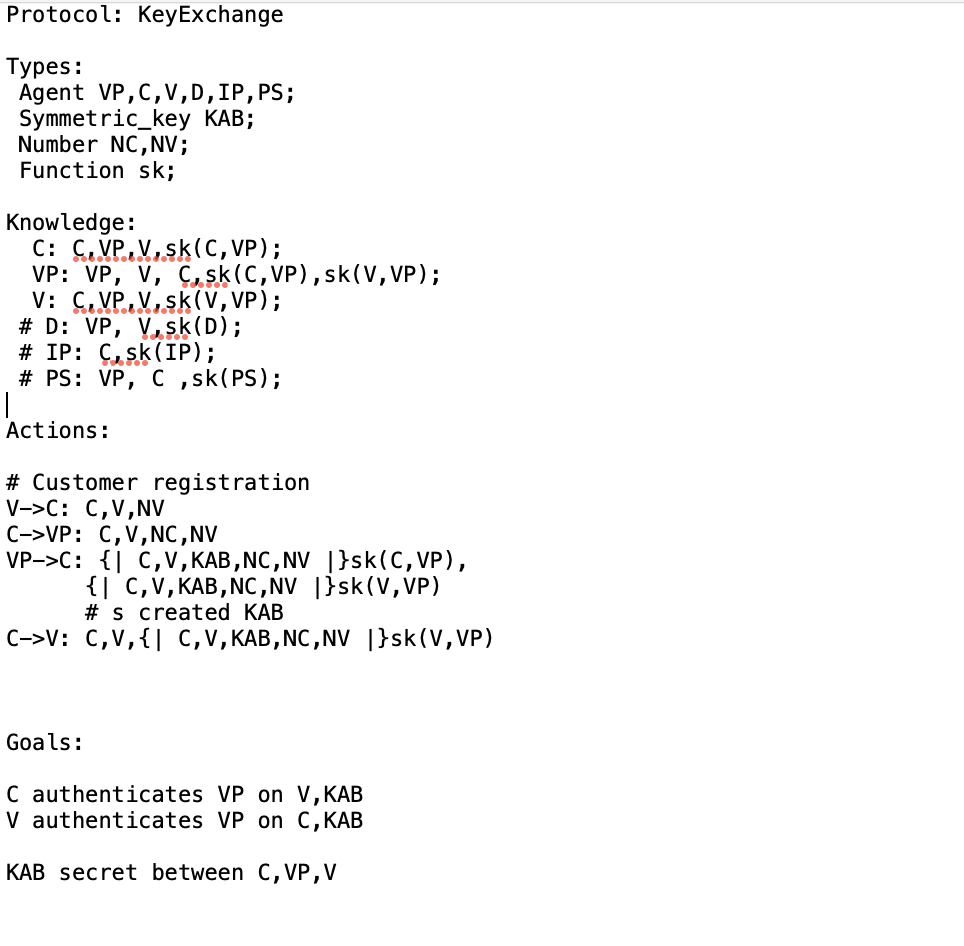 Protocol: KeyExchange
Types:
Agent VP,C,V,D,IP,PS;
Symmetric_key KAB;
Number NC,NV;
Function sk;
Knowledge:
C: C,VP,V,sk(C,VP);
VP: VP, V, C,sk(C,VP),sk(V,VP);
V: C,VP,V,sk(V,VP);
# D: VP, V,sk(D);
# IP: C,sk(IP);
# PS: VP, C ,sk(PS);
Actions:
# Customer registration
V->C: C,V,NV
C->VP: C,V,NC,NV
VP->C: {| C,V,KAB,NC,NV |}sk(C,VP),
{| C,V,KAB,NC,NV |}sk(V,VP)
# s created KAB
C->V: C,V,{| C,V,KAB,NC,NV |}sk(V,VP)
Goals:
C authenticates VP on V,KAB
V authenticates VP on C,KAB
KAB secret between C,VP,V